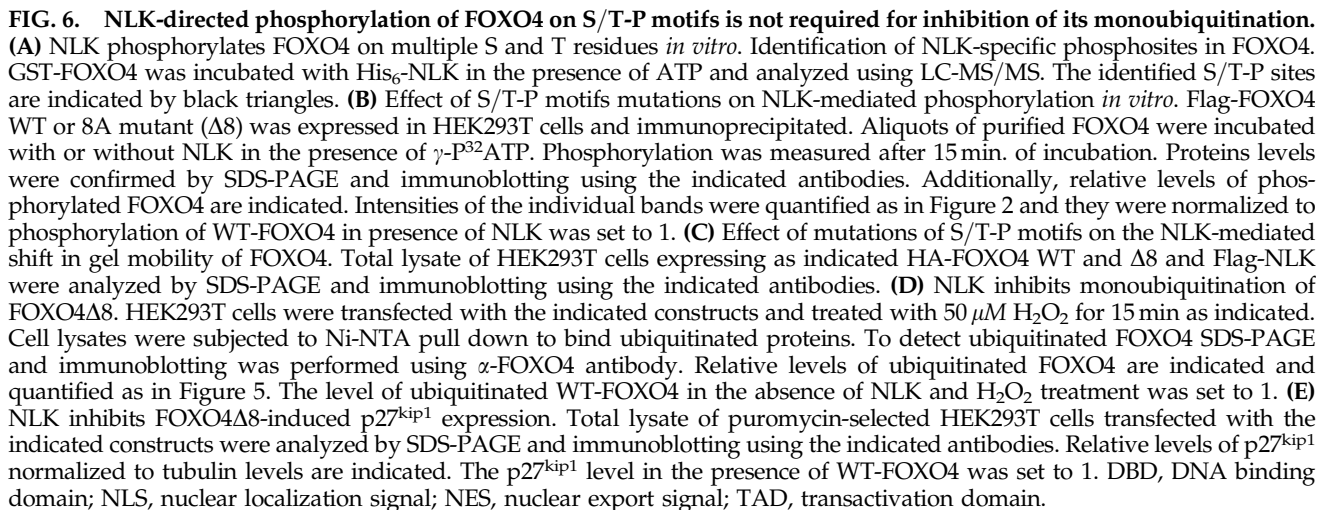 FIG. 6. NLK-directed phosphorylation of FOXO4 on S/T-P motifs is not required for inhibition of its monoubiquitination.
(A) NLK phosphorylates FOXO4 on multiple S and T residues in vitro. Identification of NLK-specific phosphosites in FOXO4.
GST-FOXO4 was incubated with His₆-NLK in the presence of ATP and analyzed using LC-MS/MS. The identified S/T-P sites
are indicated by black triangles. (B) Effect of S/T-P motifs mutations on NLK-mediated phosphorylation in vitro. Flag-FOXO4
WT or 8A mutant (Δ8) was expressed in HEK293T cells and immunoprecipitated. Aliquots of purified FOXO4 were incubated
with or without NLK in the presence of γ-P³²ATP. Phosphorylation was measured after 15 min. of incubation. Proteins levels
were confirmed by SDS-PAGE and immunoblotting using the indicated antibodies. Additionally, relative levels of phos-
phorylated FOXO4 are indicated. Intensities of the individual bands were quantified as in Figure 2 and they were normalized to
phosphorylation of WT-FOXO4 in presence of NLK was set to 1. (C) Effect of mutations of S/T-P motifs on the NLK-mediated
shift in gel mobility of FOXO4. Total lysate of HEK293T cells expressing as indicated HA-FOXO4 WT and Δ8 and Flag-NLK
were analyzed by SDS-PAGE and immunoblotting using the indicated antibodies. (D) NLK inhibits monoubiquitination of
FOXO4Δ8. HEK293T cells were transfected with the indicated constructs and treated with 50 μM H₂O₂ for 15 min as indicated.
Cell lysates were subjected to Ni-NTA pull down to bind ubiquitinated proteins. To detect ubiquitinated FOXO4 SDS-PAGE
and immunoblotting was performed using α-FOXO4 antibody. Relative levels of ubiquitinated FOXO4 are indicated and
quantified as in Figure 5. The level of ubiquitinated WT-FOXO4 in the absence of NLK and H₂O₂ treatment was set to 1. (E)
NLK inhibits FOXO4Δ8-induced p27ᵏⁱᵖ¹ expression. Total lysate of puromycin-selected HEK293T cells transfected with the
indicated constructs were analyzed by SDS-PAGE and immunoblotting using the indicated antibodies. Relative levels of p27ᵏⁱᵖ¹
normalized to tubulin levels are indicated. The p27ᵏⁱᵖ¹ level in the presence of WT-FOXO4 was set to 1. DBD, DNA binding
domain; NLS, nuclear localization signal; NES, nuclear export signal; TAD, transactivation domain.